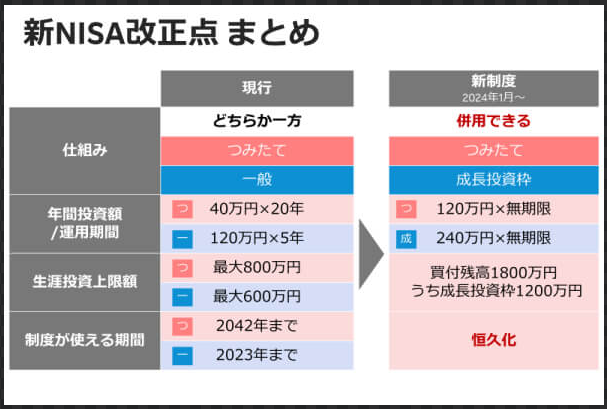 新NISA改正点 まとめ
現行
新制度
2024年1月～
仕組み
どちらか一方
併用できる
つみたて
つみたて
一般
成長投資枠
年間投資額
/運用期間
つ 40万円×20年
つ 120万円×無期限
一 120万円×5年
成 240万円×無期限
生涯投資上限額
つ 最大800万円
一 最大600万円
買付残高1800万円
うち成長投資枠1200万円
制度が使える期間
つ 2042年まで
一 2023年まで
恒久化